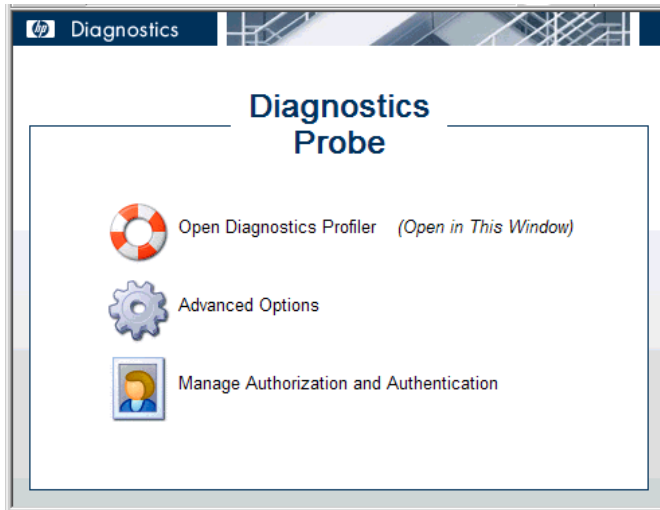 hp Diagnostics
Diagnostics
Probe
Open Diagnostics Profiler (Open in This Window)
Advanced Options
Manage Authorization and Authentication